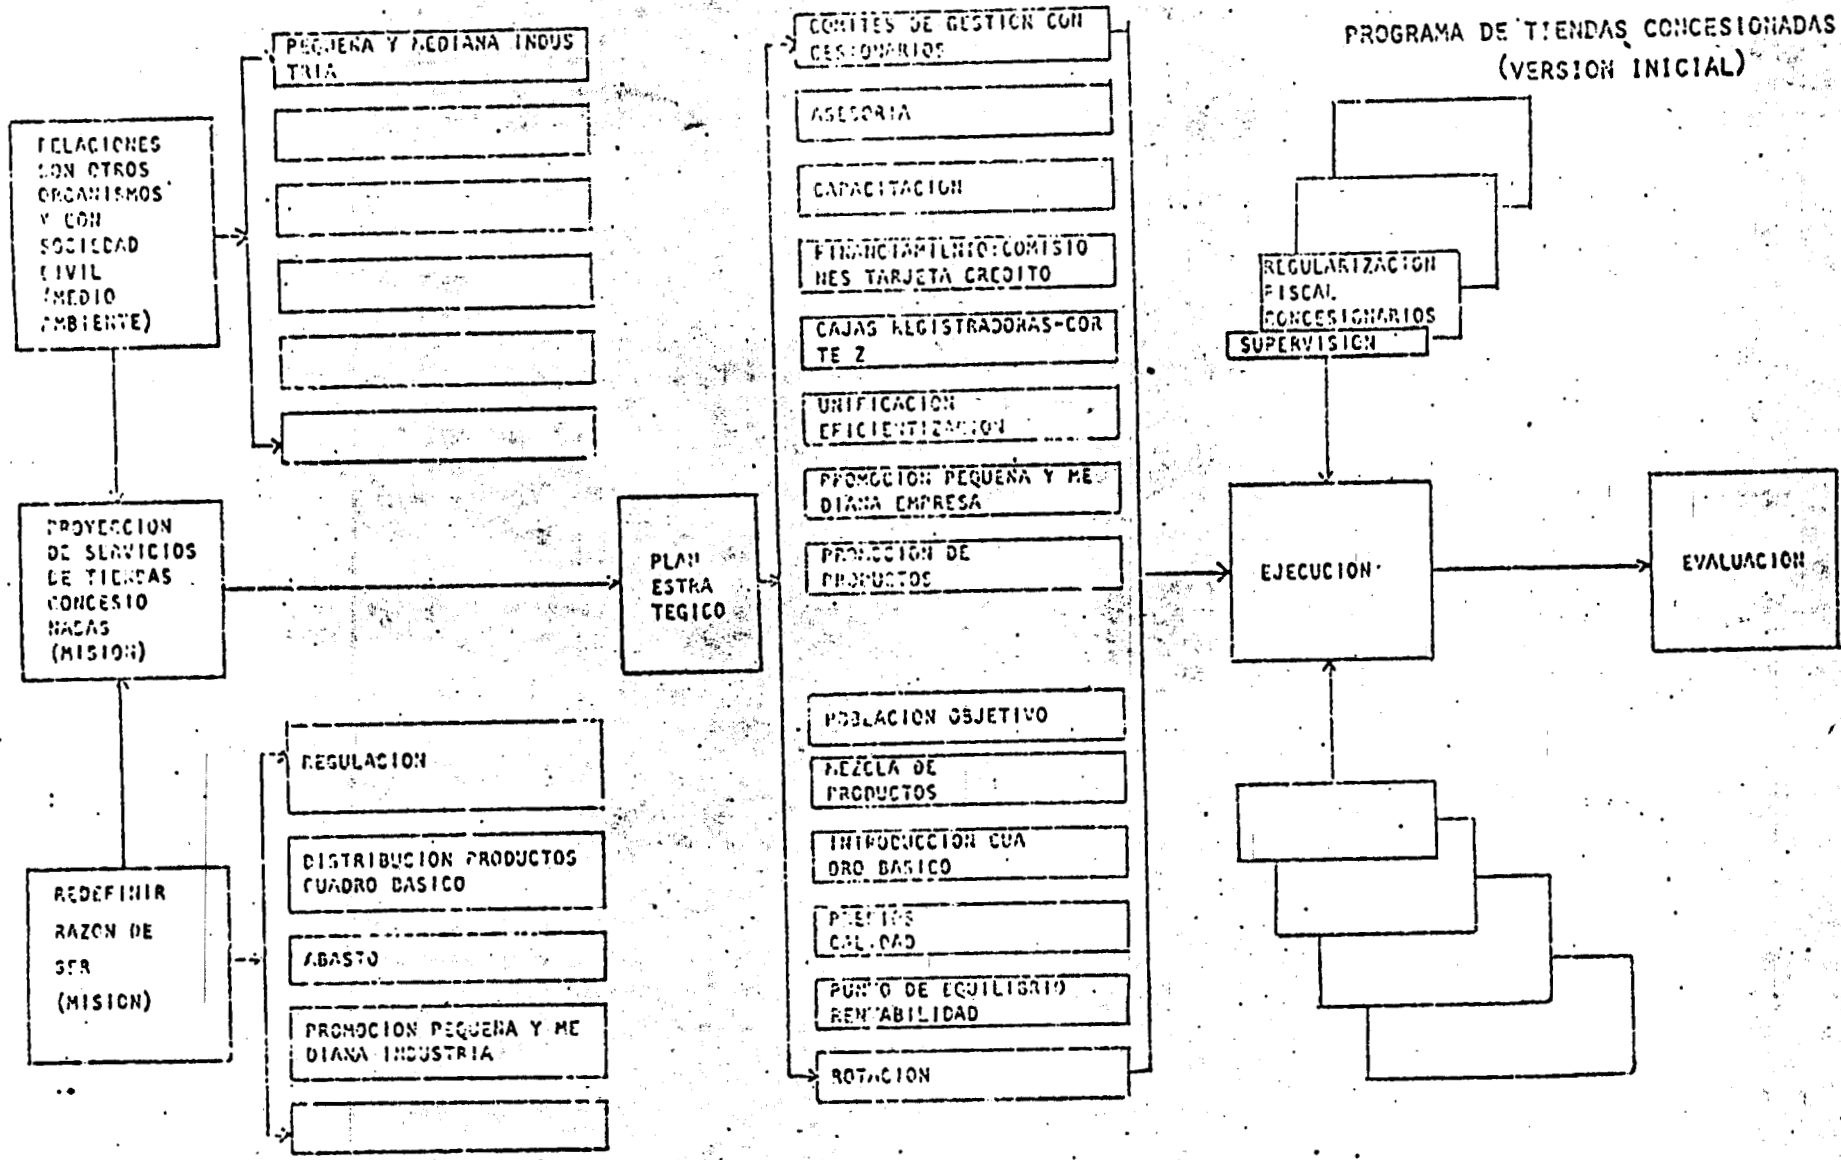 PROGRAMA DE TIENDAS CONCESIONADAS
(VERSION INICIAL)
RELACIONES
CON OTROS
ORGANISMOS
Y CON
SOCIEDAD
CIVIL
(MEDIO
AMBIENTE)
PEQUEÑA Y MEDIANA INDUS
TRIA
PROYECCION
DE SERVICIOS
DE TIENDAS
CONCESIO
NADAS
(MISION)
REDEFINIR
RAZON DE
SER
(MISION)
REGULACION
DISTRIBUCION PRODUCTOS
CUADRO BASICO
ABASTO
PROMOCION PEQUEÑA Y ME
DIANA INDUSTRIA
PLAN
ESTRA
TEGICO
COMITES DE GESTION CON
CESIONARIOS
ASESORIA
CAPACITACION
FINANCIAMIENTO:COMISIO
NES TARJETA CREDITO
CAJAS REGISTRADORAS-COR
TE Z
UNIFICACION
EFICIENTIZACION
PROMOCION PEQUEÑA Y ME
DIANA EMPRESA
PROMOCION DE
PRODUCTOS
POBLACION OBJETIVO
MEZCLA DE
PRODUCTOS
INTRODUCCION CUA
DRO BASICO
CALIDAD
PUNTO DE EQUILIBRIO
RENTABILIDAD
ROTACION
REGULARIZACION
FISCAL
CONCESIONARIOS
SUPERVISION
EJECUCION
EVALUACION